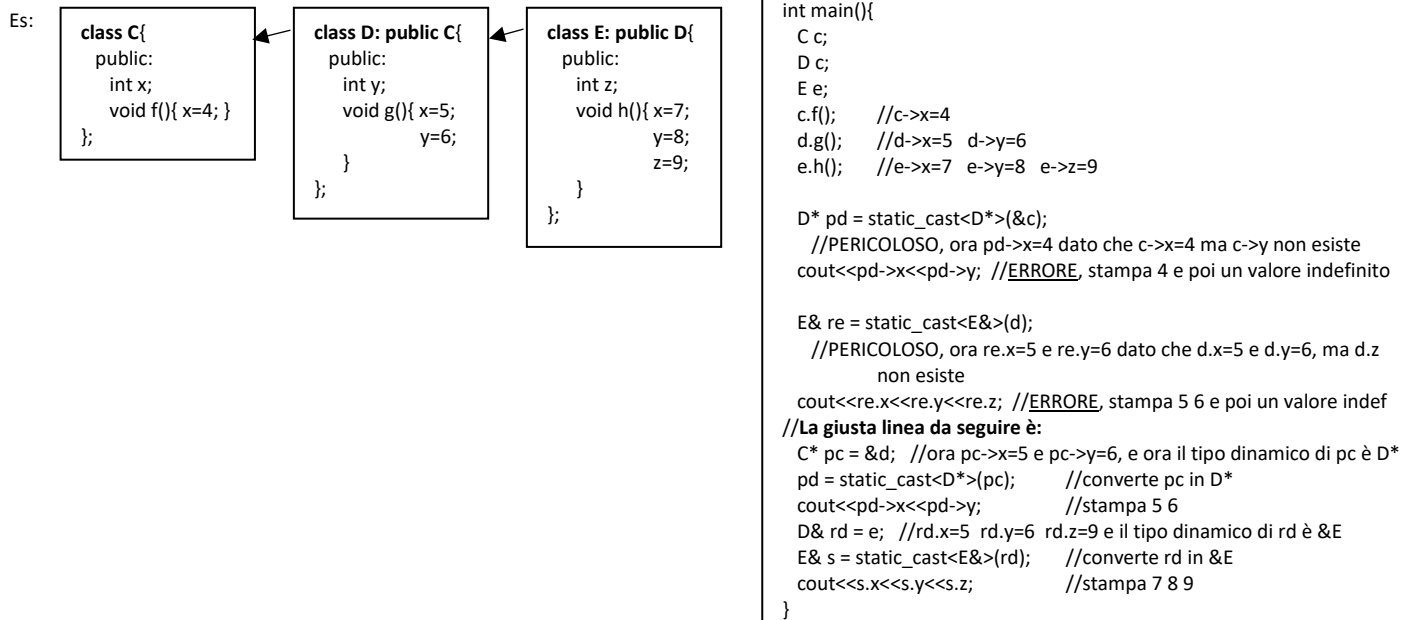 Es:
class C{
public:
int x;
void f(){ x=4; }
};
class D: public C{
public:
int y;
void g(){ x=5;
y=6;
}
};
class E: public D{
public:
int z;
void h(){ x=7;
y=8;
z=9;
}
};
int main(){
C c;
D c;
E e;
c.f(); //c->x=4
d.g(); //d->x=5 d->y=6
e.h(); //e->x=7 e->y=8 e->z=9
D* pd = static_cast<D*>(&c);
//PERICOLOSO, ora pd->x=4 dato che c->x=4 ma c->y non esiste
cout<<pd->x<<pd->y; //ERRORE, stampa 4 e poi un valore indefinito
E& re = static_cast<E&>(d);
//PERICOLOSO, ora re.x=5 e re.y=6 dato che d.x=5 e d.y=6, ma d.z
non esiste
cout<<re.x<<re.y<<re.z; //ERRORE, stampa 5 6 e poi un valore indef
//La giusta linea da seguire è:
C* pc = &d; //ora pc->x=5 e pc->y=6, e ora il tipo dinamico di pc è D*
pd = static_cast<D*>(pc); //converte pc in D*
cout<<pd->x<<pd->y; //stampa 5 6
D& rd = e; //rd.x=5 rd.y=6 rd.z=9 e il tipo dinamico di rd è &E
E& s = static_cast<E&>(rd); //converte rd in &E
cout<<s.x<<s.y<<s.z; //stampa 7 8 9
}